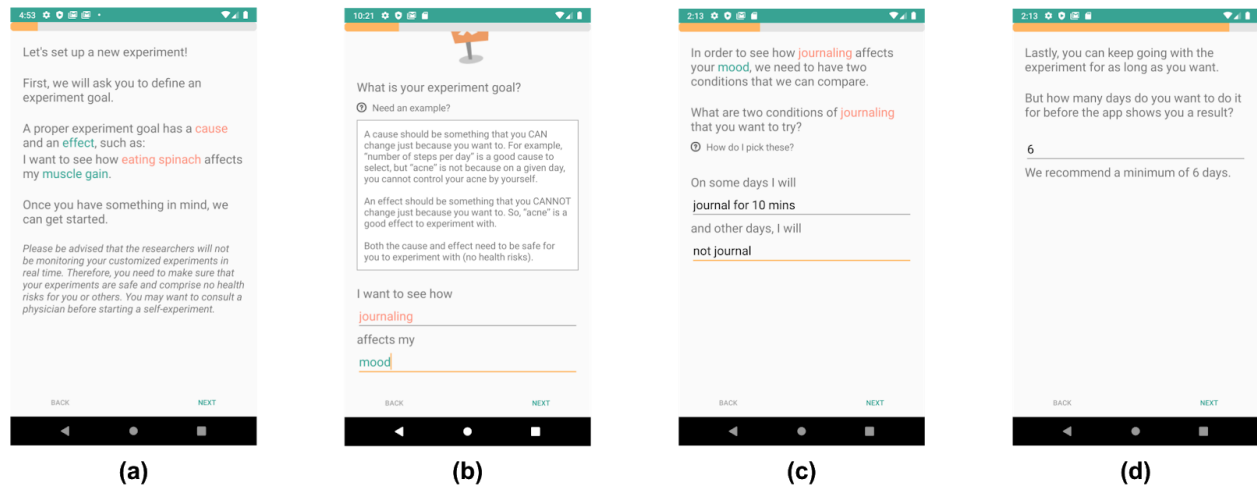 4:53
Let's set up a new experiment!
First, we will ask you to define an
experiment goal.
A proper experiment goal has a cause
and an effect, such as:
I want to see how eating spinach affects
my muscle gain.
Once you have something in mind, we
can get started.
Please be advised that the researchers will not
be monitoring your customized experiments in
real time. Therefore, you need to make sure that
your experiments are safe and comprise no health
risks for you or others. You may want to consult a
physician before starting a self-experiment.
BACK NEXT
(a)
10:21
What is your experiment goal?
Need an example?
A cause should be something that you CAN
change just because you want to. For example,
"number of steps per day" is a good cause to
select, but "acne" is not because on a given day,
you cannot control your acne by yourself.
An effect should be something that you CANNOT
change just because you want to. So, "acne" is a
good effect to experiment with.
Both the cause and effect need to be safe for
you to experiment with (no health risks).
I want to see how
journaling
affects my
mood
BACK NEXT
(b)
2:13
In order to see how journaling affects
your mood, we need to have two
conditions that we can compare.
What are two conditions of journaling
that you want to try?
How do I pick these?
On some days I will
journal for 10 mins
and other days, I will
not journal
BACK NEXT
(c)
2:13
Lastly, you can keep going with the
experiment for as long as you want.
But how many days do you want to do it
for before the app shows you a result?
6
We recommend a minimum of 6 days.
BACK NEXT
(d)